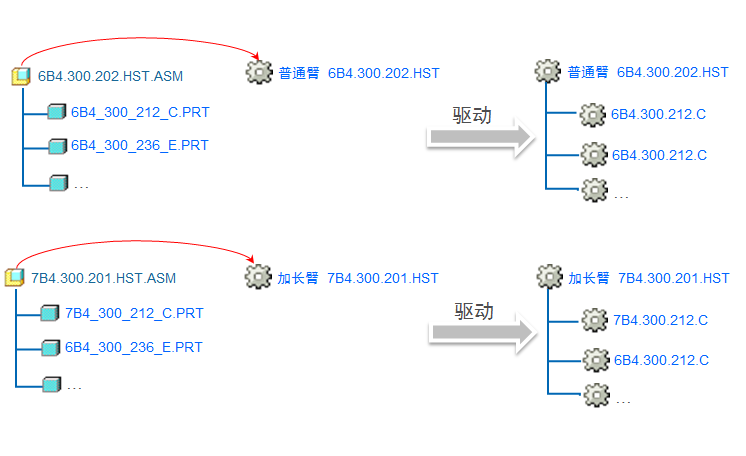 6B4.300.202.HST.ASM
普通臂 6B4.300.202.HST
普通臂 6B4.300.202.HST
6B4_300_212_C.PRT
驱动
6B4.300.212.C
6B4_300_236_E.PRT
6B4.300.212.C
...
...
7B4.300.201.HST.ASM
加长臂 7B4.300.201.HST
加长臂 7B4.300.201.HST
7B4_300_212_C.PRT
驱动
7B4.300.212.C
6B4_300_236_E.PRT
6B4.300.212.C
...
...